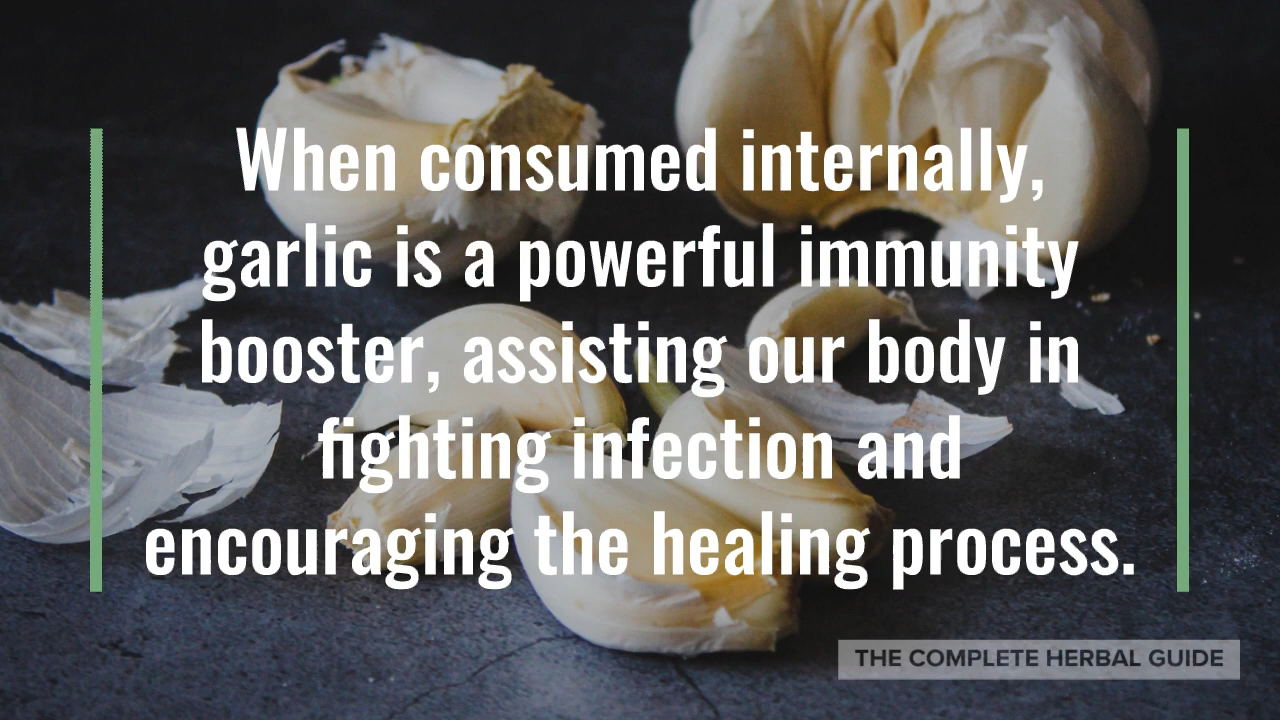 When consumed internally,
garlic is a powerful immunity
booster, assisting our body in
fighting infection and
encouraging the healing process.
THE COMPLETE HERBAL GUIDE